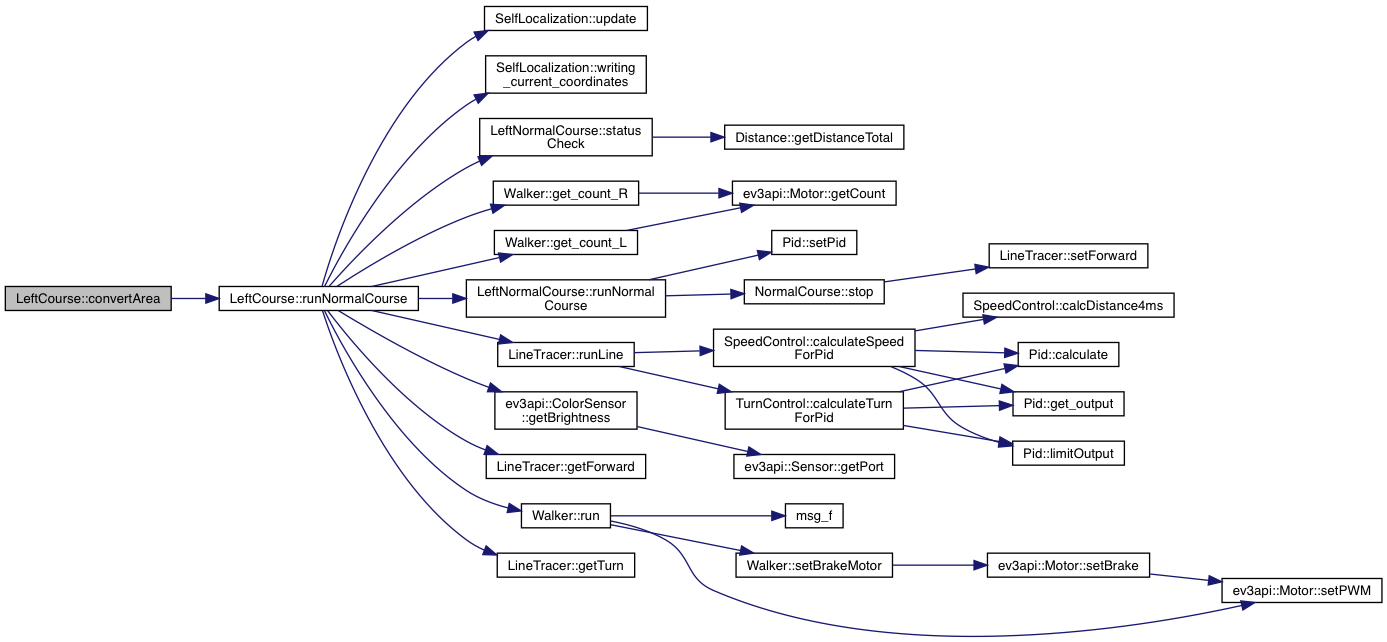 SelfLocalization::update
SelfLocalization::writing
_current_coordinates
LeftNormalCourse::status
Check
Distance::getDistanceTotal
Walker::get_count_R
ev3api::Motor::getCount
Walker::get_count_L
Pid::setPid
LineTracer::setForward
LeftCourse::convertArea
LeftCourse::runNormalCourse
LeftNormalCourse::runNormal
Course
NormalCourse::stop
SpeedControl::calcDistance4ms
LineTracer::runLine
SpeedControl::calculateSpeed
ForPid
Pid::calculate
ev3api::ColorSensor
::getBrightness
TurnControl::calculateTurn
ForPid
Pid::get_output
Pid::limitOutput
LineTracer::getForward
ev3api::Sensor::getPort
Walker::run
msg_f
LineTracer::getTurn
Walker::setBrakeMotor
ev3api::Motor::setBrake
ev3api::Motor::setPWM